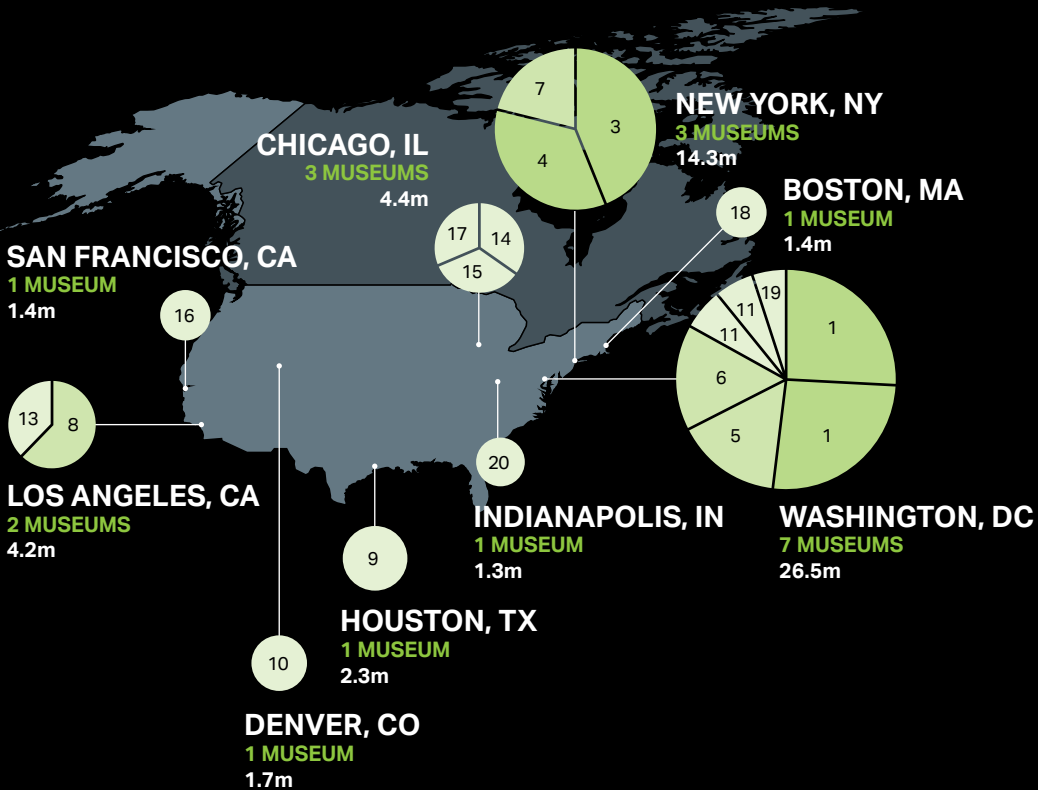 7
3
4
NEW YORK, NY
3 MUSEUMS
14.3m
CHICAGO, IL
3 MUSEUMS
4.4m
17
14
15
18
BOSTON, MA
1 MUSEUM
1.4m
SAN FRANCISCO, CA
1 MUSEUM
1.4m
16
19
11
11
1
6
5
1
13
8
20
LOS ANGELES, CA
2 MUSEUMS
4.2m
INDIANAPOLIS, IN
1 MUSEUM
1.3m
WASHINGTON, DC
7 MUSEUMS
26.5m
9
HOUSTON, TX
1 MUSEUM
2.3m
10
DENVER, CO
1 MUSEUM
1.7m